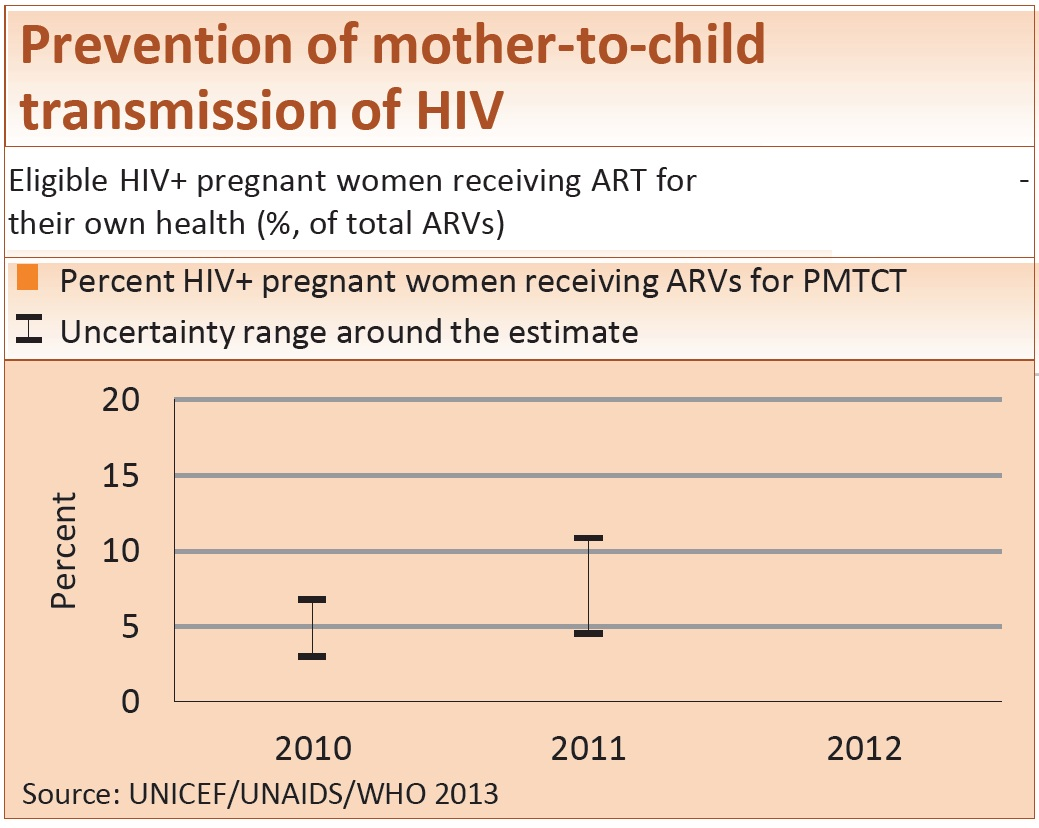 Prevention of mother-to-child
transmission of HIV
Eligible HIV+ pregnant women receiving ART for -
their own health (%, of total ARVs)
Percent HIV+ pregnant women receiving ARVs for PMTCT
Uncertainty range around the estimate
20
15
10
5
0
Percent
2010 2011 2012
Source: UNICEF/UNAIDS/WHO 2013